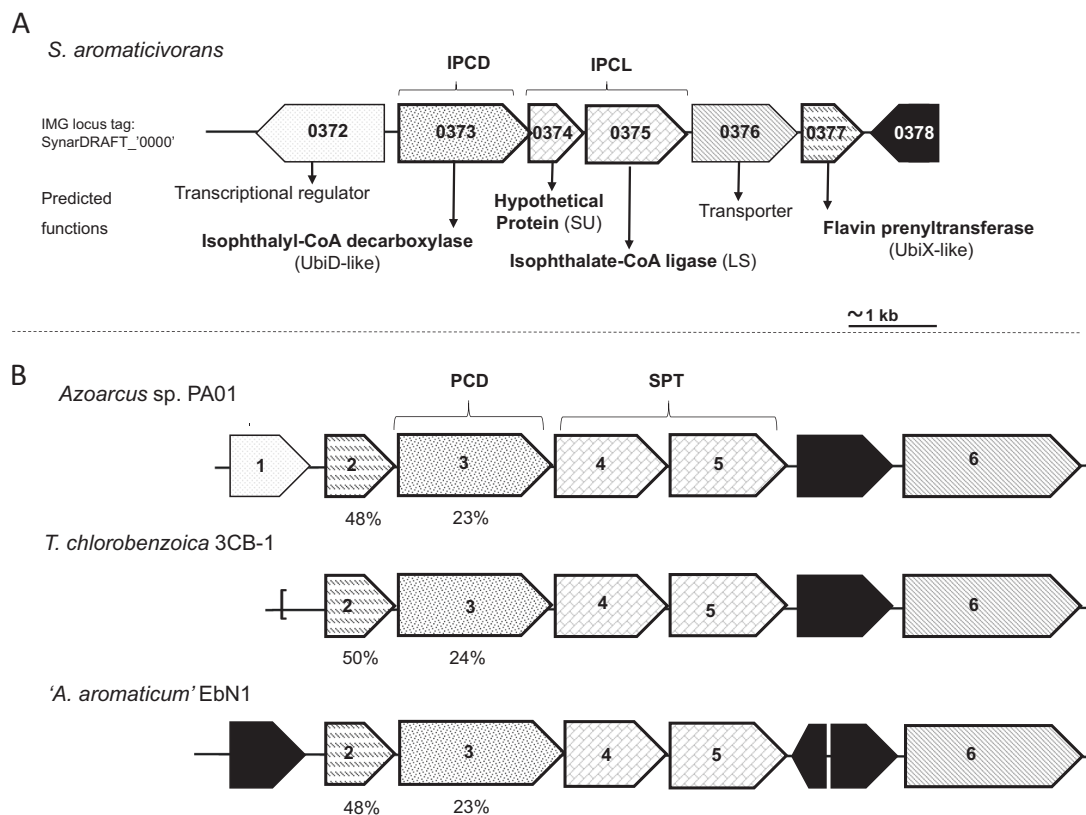 A
S. aromaticivorans
IPCD
IPCL
IMG locus tag:
SynarDRAFT_'0000'
0372
0373
0374
0375
0376
0377
0378
Predicted
functions
Transcriptional regulator
Isophthalyl-CoA decarboxylase
(UbiD-like)
Hypothetical
Protein (SU)
Isophthalate-CoA ligase (LS)
Transporter
Flavin prenyltransferase
(UbiX-like)
~1 kb
B
Azoarcus sp. PA01
PCD
SPT
1
2
3
4
5
6
48%
23%
T. chlorobenzoica 3CB-1
[
2
3
4
5
6
50%
24%
'A. aromaticum' EbN1
2
3
4
5
6
48%
23%